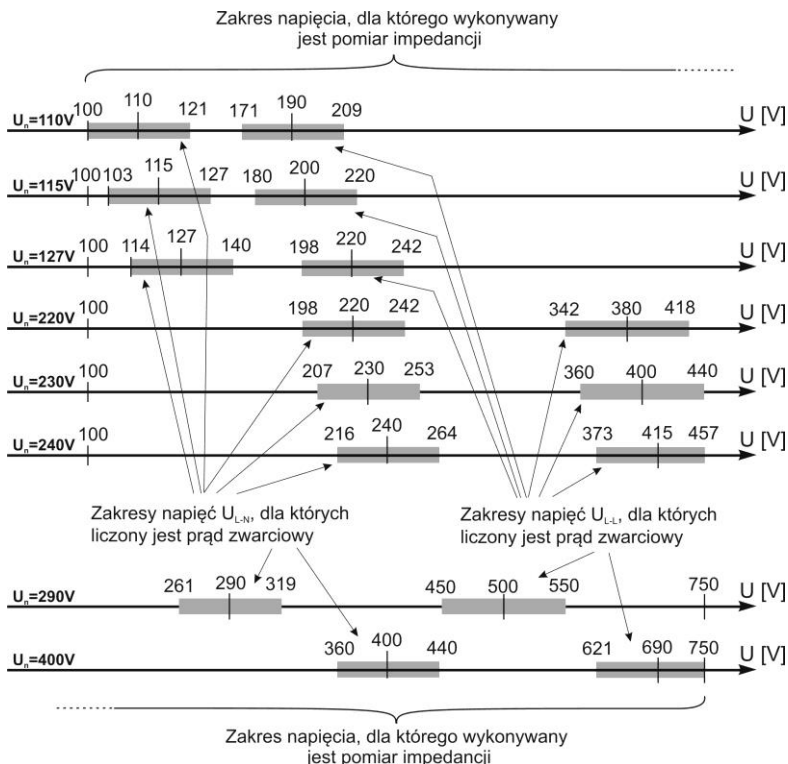 Zakres napięcia, dla którego wykonywany
jest pomiar impedancji
Uₙ=110V 100 110 121 171 190 209 U [V]
Uₙ=115V 100 103 115 127 180 200 220 U [V]
Uₙ=127V 100 114 127 140 198 220 242 U [V]
Uₙ=220V 100 198 220 242 342 380 418 U [V]
Uₙ=230V 100 207 230 253 360 400 440 U [V]
Uₙ=240V 100 216 240 264 373 415 457 U [V]
Zakresy napięć U_L-N, dla których
liczony jest prąd zwarciowy
Zakresy napięć U_L-L, dla których
liczony jest prąd zwarciowy
Uₙ=290V 261 290 319 450 500 550 750 U [V]
Uₙ=400V 360 400 440 621 690 750 U [V]
Zakres napięcia, dla którego wykonywany
jest pomiar impedancji